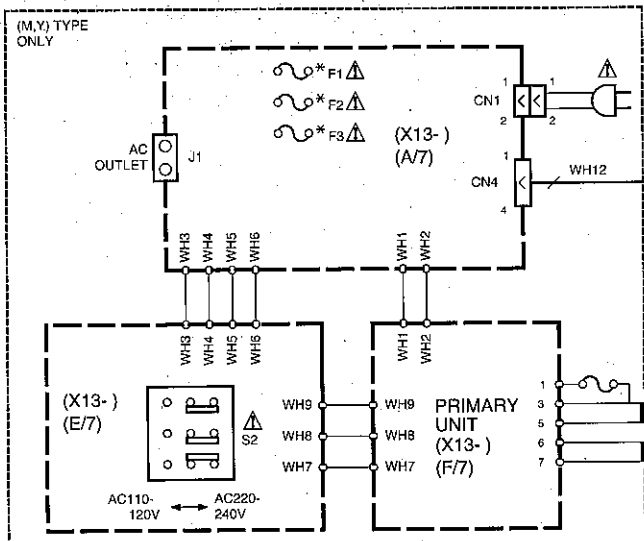 (M,Y) TYPE
ONLY
*F1
*F2
*F3
(X13- )
(A/7)
AC
OUTLET
J1
CN1
1
1
2
2
CN4
1
4
WH12
WH3
WH4
WH5
WH6
WH1
WH2
WH3
WH4
WH5
WH6
WH1
WH2
(X13- )
(E/7)
S2
AC110-
120V
AC220-
240V
WH9
WH8
WH7
WH9
WH8
WH7
PRIMARY
UNIT
(X13- )
(F/7)
1
3
5
6
7